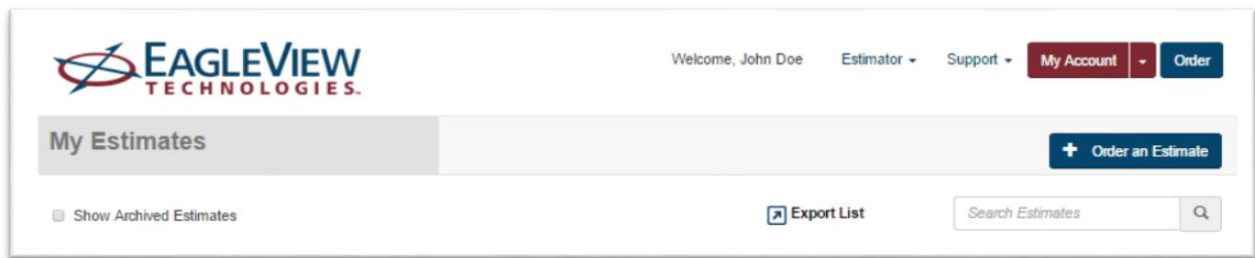 EAGLEVIEW
TECHNOLOGIES
Welcome, John Doe Estimator Support My Account Order
My Estimates
+ Order an Estimate
Show Archived Estimates Export List Search Estimates